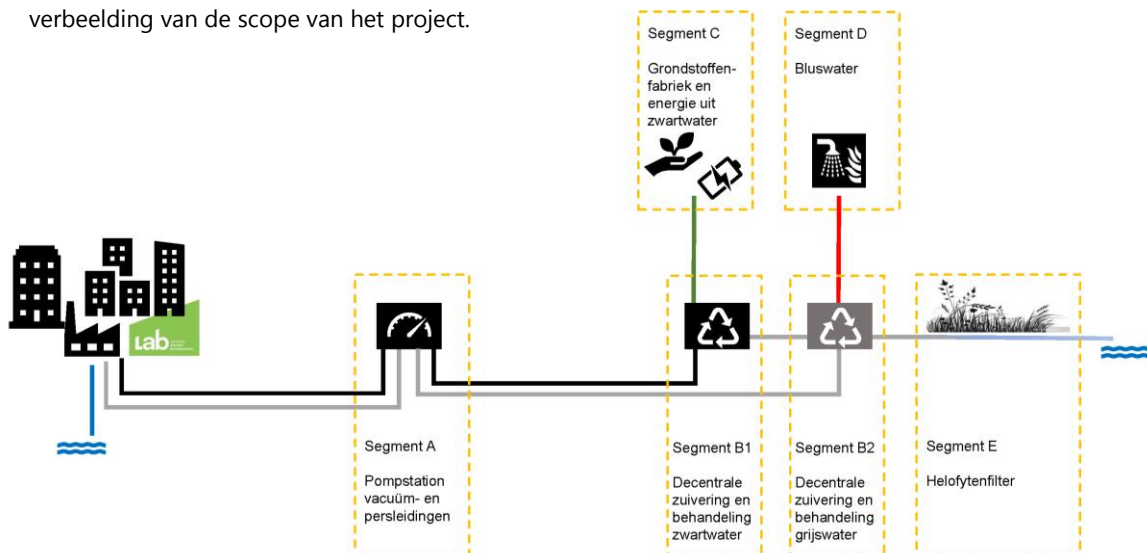 verbeelding van de scope van het project.
Segment C
Grondstoffen-
fabriek en
energie uit
zwartwater
Segment D
Bluswater
Lab
Segment A
Pompstation
vacuüm- en
persleidingen
Segment B1
Decentrale
zuivering en
behandeling
zwartwater
Segment B2
Decentrale
zuivering en
behandeling
grijswater
Segment E
Helofytenfilter